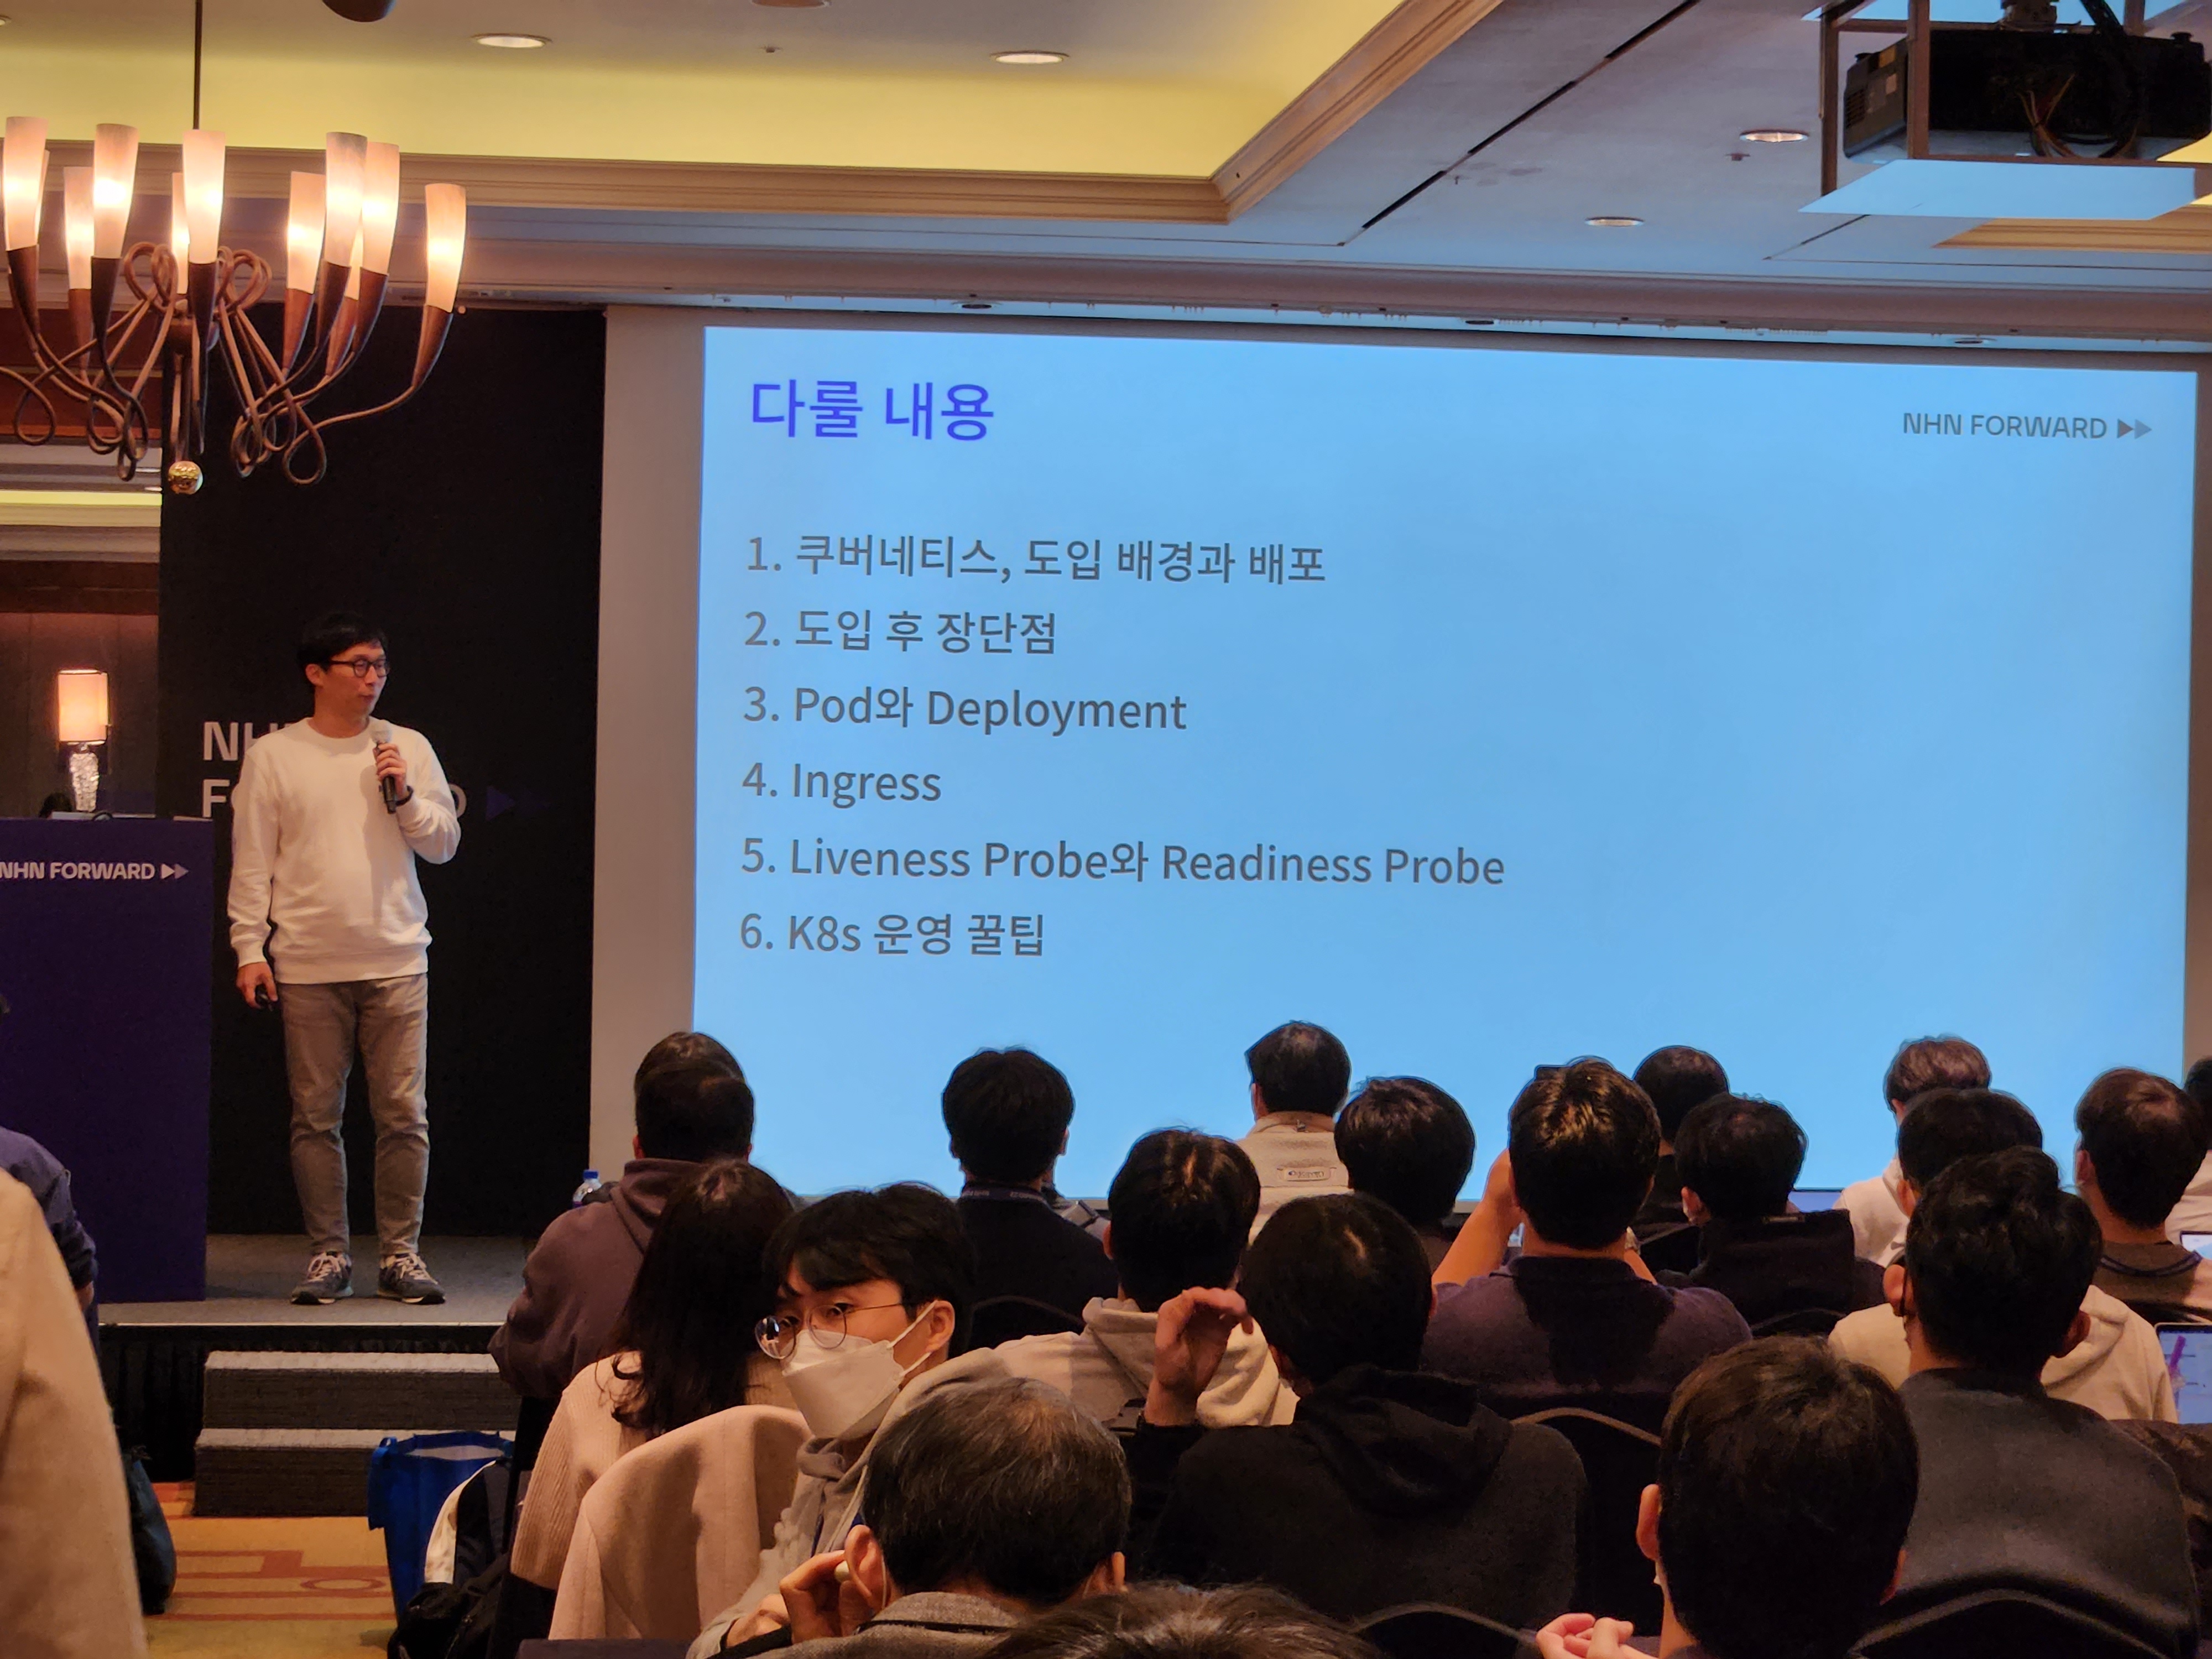 다룰 내용
NHN FORWARD
1. 쿠버네티스, 도입 배경과 배포
2. 도입 후 장단점
3. Pod와 Deployment
4. Ingress
5. Liveness Probe와 Readiness Probe
6. K8s 운영 꿀팁
NHN FORWARD